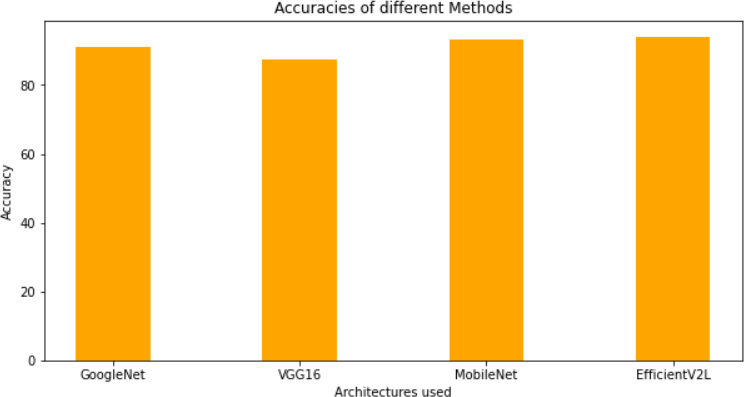 Accuracies of different Methods
80
60
40
20
0
Accuracy
GoogleNet VGG16 MobileNet EfficientV2L
Architectures used